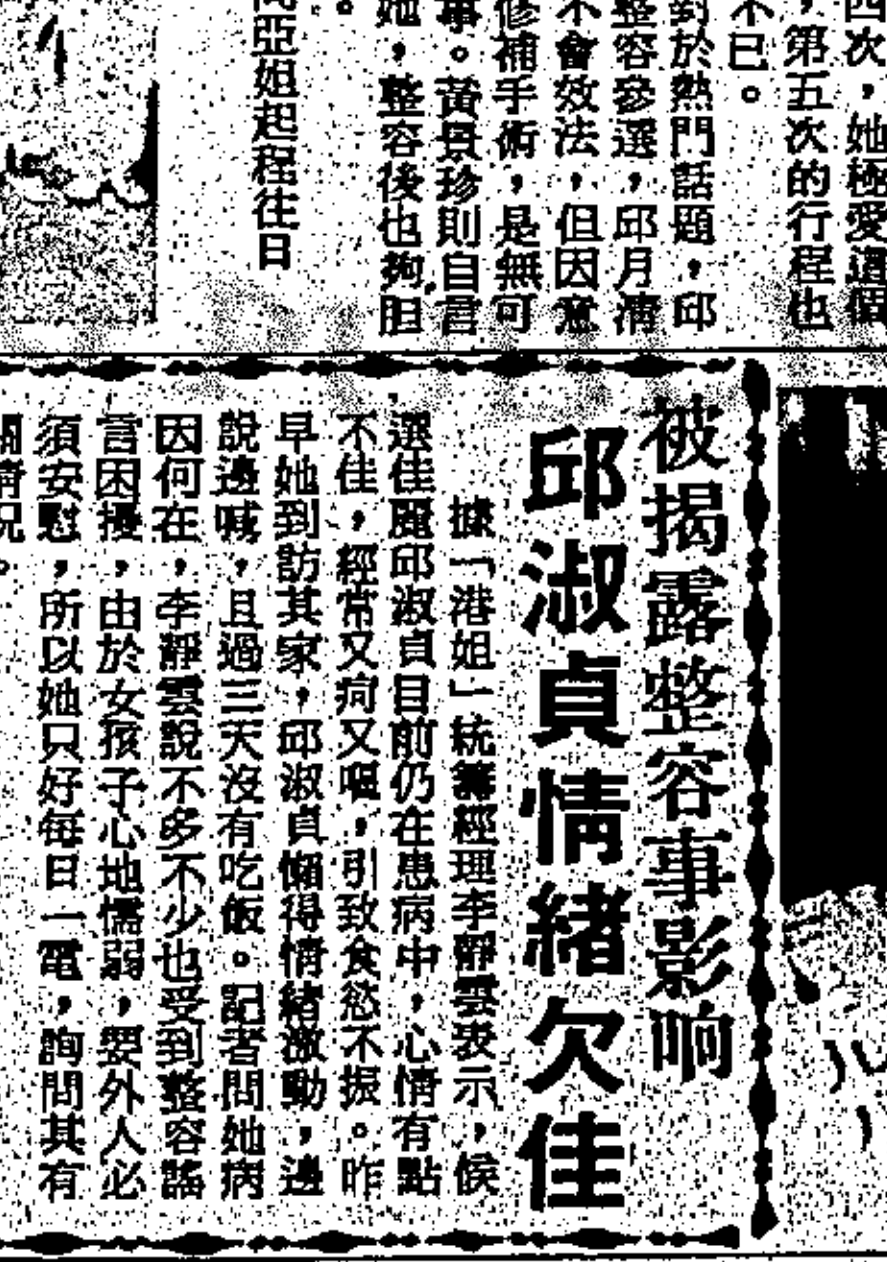 四次，她極愛這個
，第五次的行程也
不已。
到於熱門話題，邱
整容參選，邱月清
不會效法，但因意
修補手術，是無可
事。黃景珍則自言
她，整容後也夠胆
。
亞姐起程往日
被揭露整容事影响
邱淑貞情緒欠佳
據「港姐」統籌經理李靜雲表示，候
選佳麗邱淑貞目前仍在患病中，心情有點
不佳，經常又痾又嘔，引致食慾不振。昨
早她到訪其家，邱淑貞懶得情緒激動，邊
說邊喊，且過三天沒有吃飯。記者問她病
因何在，李靜雲說不多不少也受到整容謠
言困擾，由於女孩子心地懦弱，要外人必
須安慰，所以她只好每日一電，詢問其有
關情況。